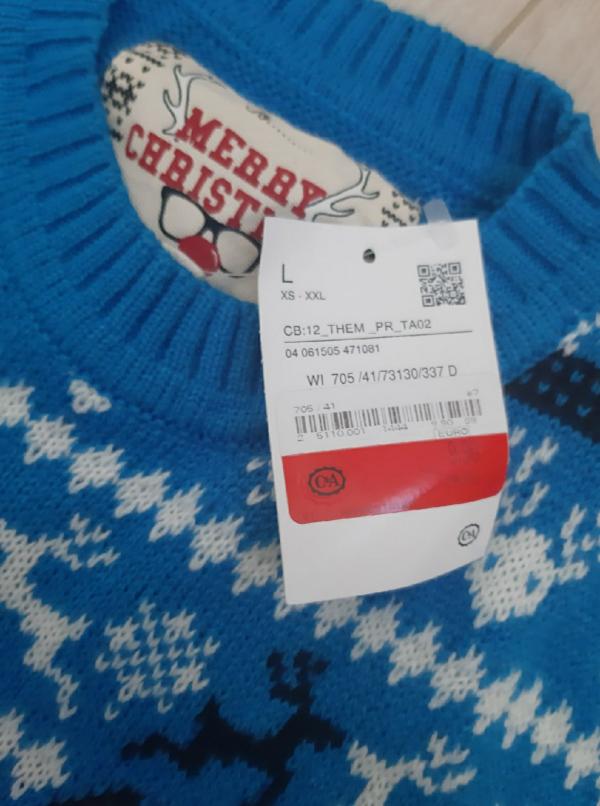 MERRY
CHRIST
L
XS - XXL
CB:12_THEM _PR_TA02
04 061505 471081
WI 705 /41/73130/337 D
705 / 41
(EURO)
C&A
C&A